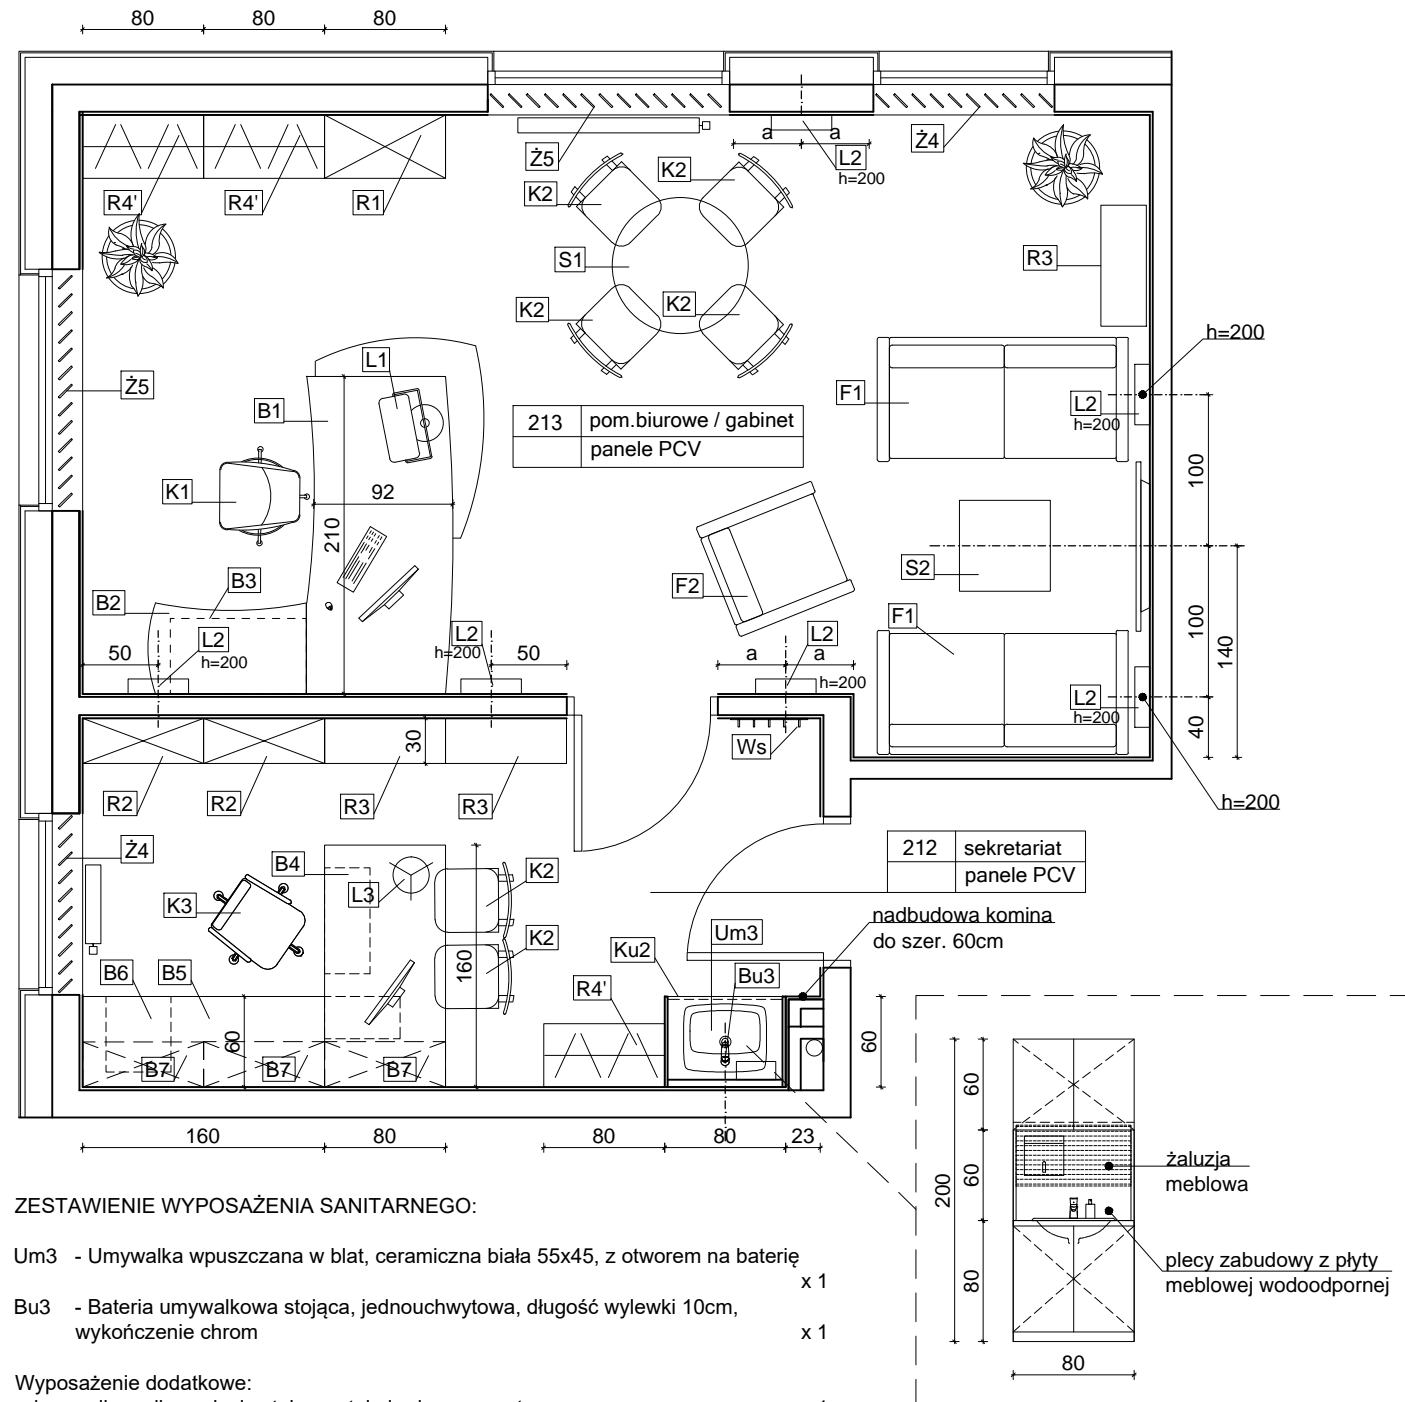 80 80 80
Ż5 a a L2 Ż4
h=200
R4' R4' R1 K2 K2
S1 R3
K2 K2
h=200
L1
Ż5 B1 F1 L2
h=200
213 pom.biurowe / gabinet
panele PCV
100
K1 92
210
S2
B3 F2
B2 F1
L2 L2 L2 100
140
50 h=200 h=200 50 a a h=200
L2
h=200
40
30 Ws
R2 R2 R3 R3 h=200
Ż4 B4 K2 212 sekretariat
panele PCV
K3 L3
nadbudowa komina
do szer. 60cm
K2 Ku2 Um3
B6 B5 160 R4' Bu3
60 60
B7 B7 B7
160 80 80 80 23
60
żaluzja
meblowa
200 60
plecy zabudowy z płyty
meblowej wodoodpornej
80
80
ZESTAWIENIE WYPOSAŻENIA SANITARNEGO:
Um3 - Umywalka wpuszczana w blat, ceramiczna biała 55x45, z otworem na baterię
x 1
Bu3 - Bateria umywalkowa stojąca, jednouchwytowa, długość wylewki 10cm,
wykończenie chrom x 1
Wyposażenie dodatkowe: